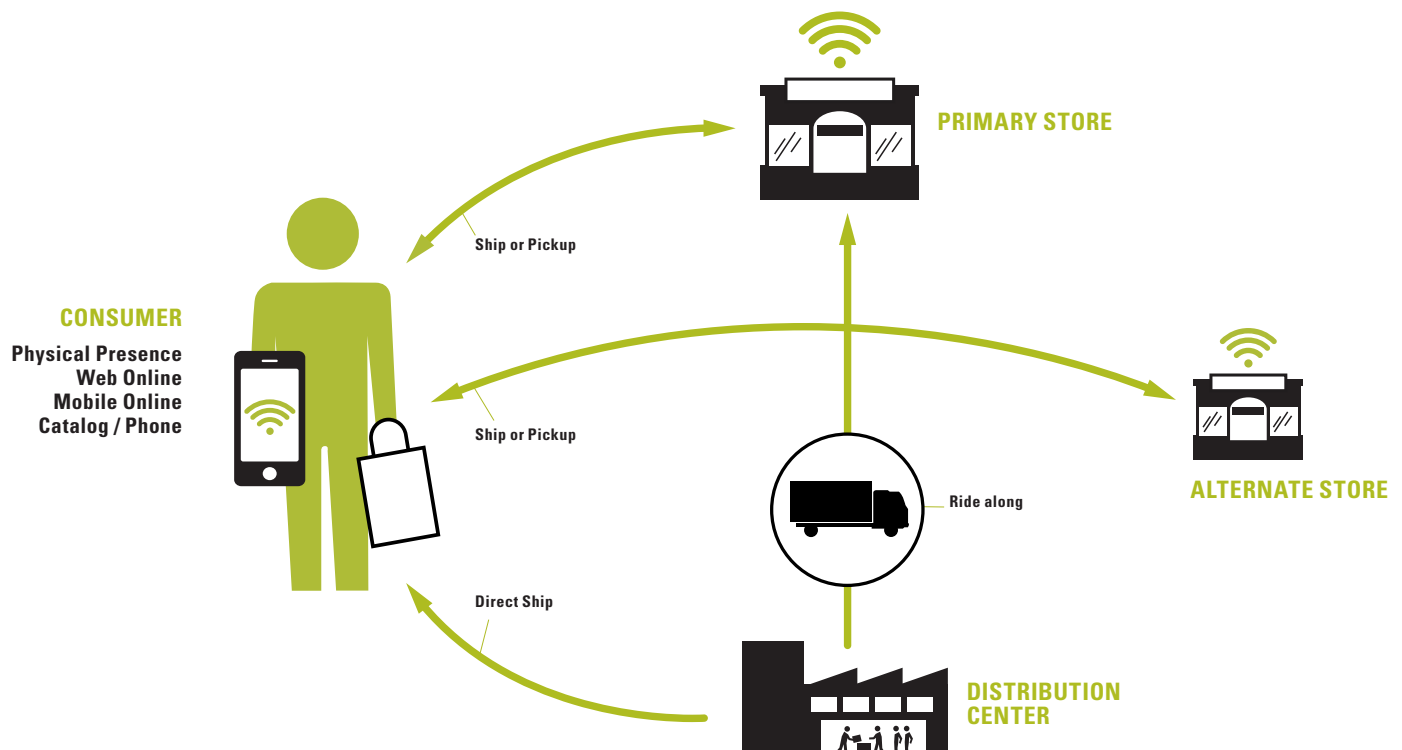 PRIMARY STORE
Ship or Pickup
CONSUMER
Physical Presence
Web Online
Mobile Online
Catalog / Phone
Ship or Pickup
ALTERNATE STORE
Ride along
Direct Ship
DISTRIBUTION
CENTER